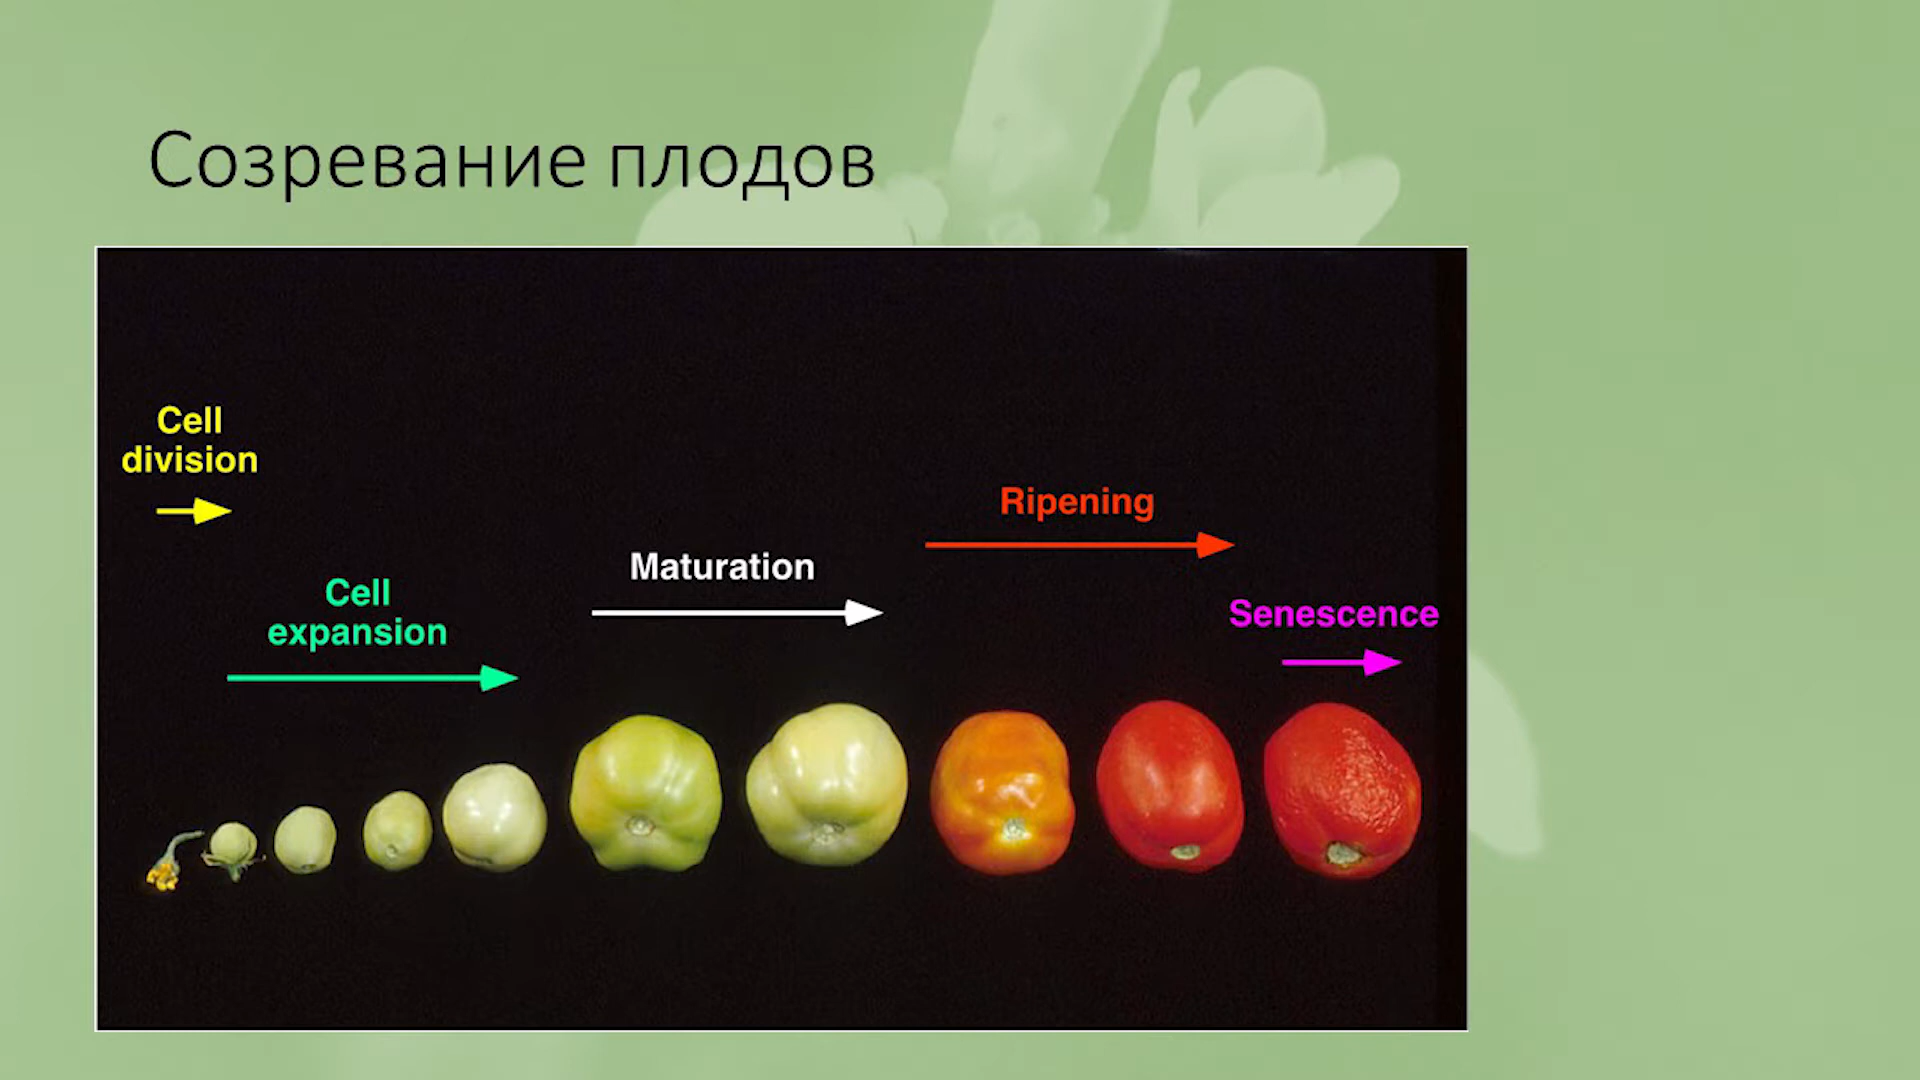 Созревание плодов
Cell
division
Cell
expansion
Maturation
Ripening
Senescence